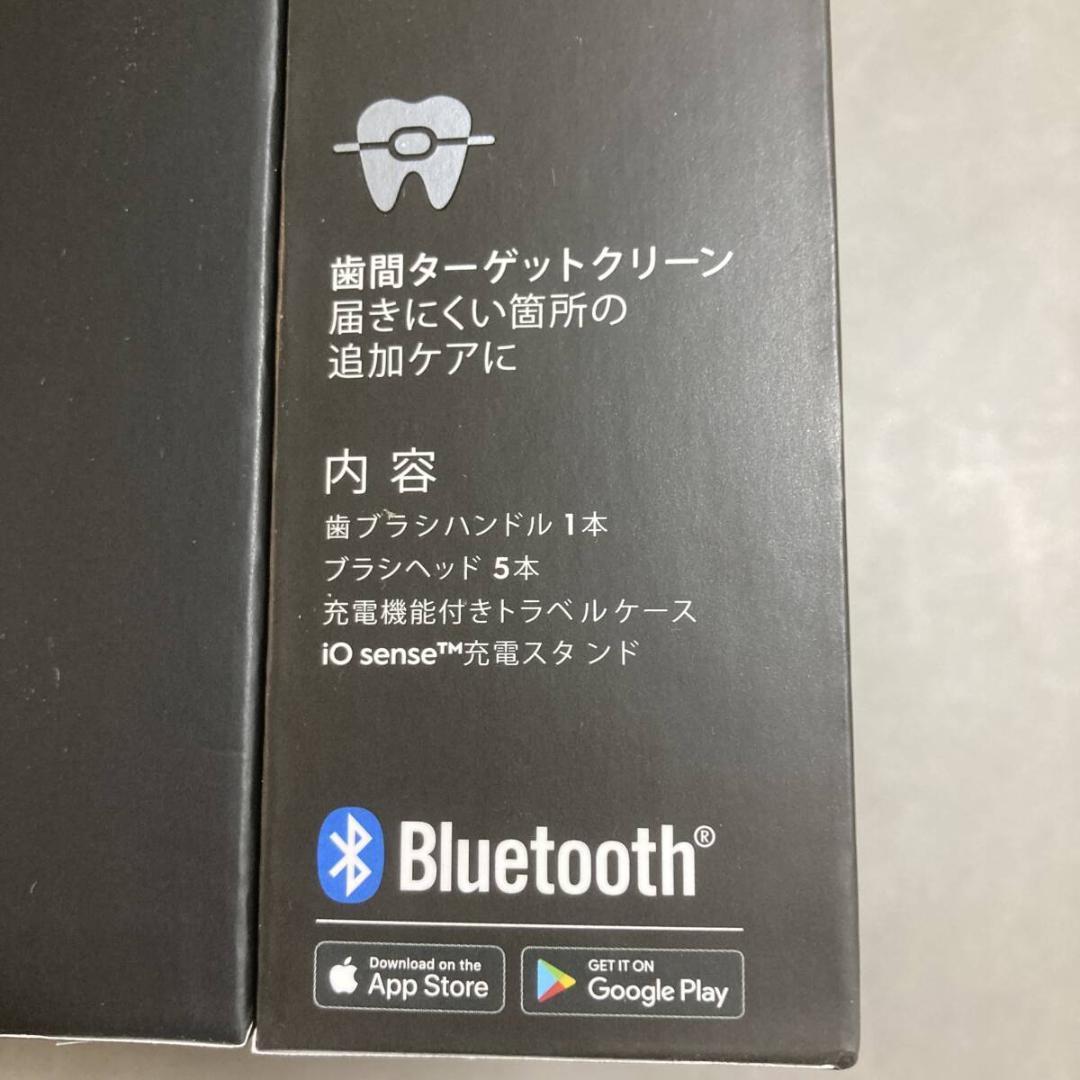 歯間ターゲットクリーン
届きにくい箇所の
追加ケアに
内容
歯ブラシハンドル 1本
ブラシヘッド 5本
充電機能付きトラベルケース
iO sense™充電スタンド
Bluetooth®
Download on the
App Store
GET IT ON
Google Play